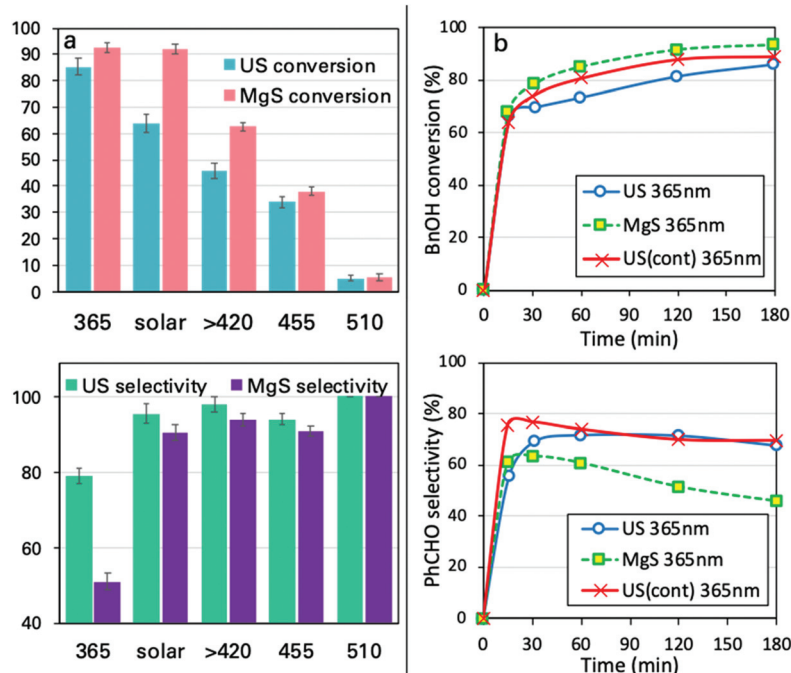 a
US conversion
MgS conversion
100
90
80
70
60
50
40
30
20
10
0
365 solar >420 455 510
US selectivity MgS selectivity
100
80
60
40
365 solar >420 455 510
b
BnOH conversion (%)
100
80
60
40
20
0
US 365nm
MgS 365nm
US(cont) 365nm
0 30 60 90 120 150 180
Time (min)
PhCHO selectivity (%)
100
80
60
40
20
0
US 365nm
MgS 365nm
US(cont) 365nm
0 30 60 90 120 150 180
Time (min)